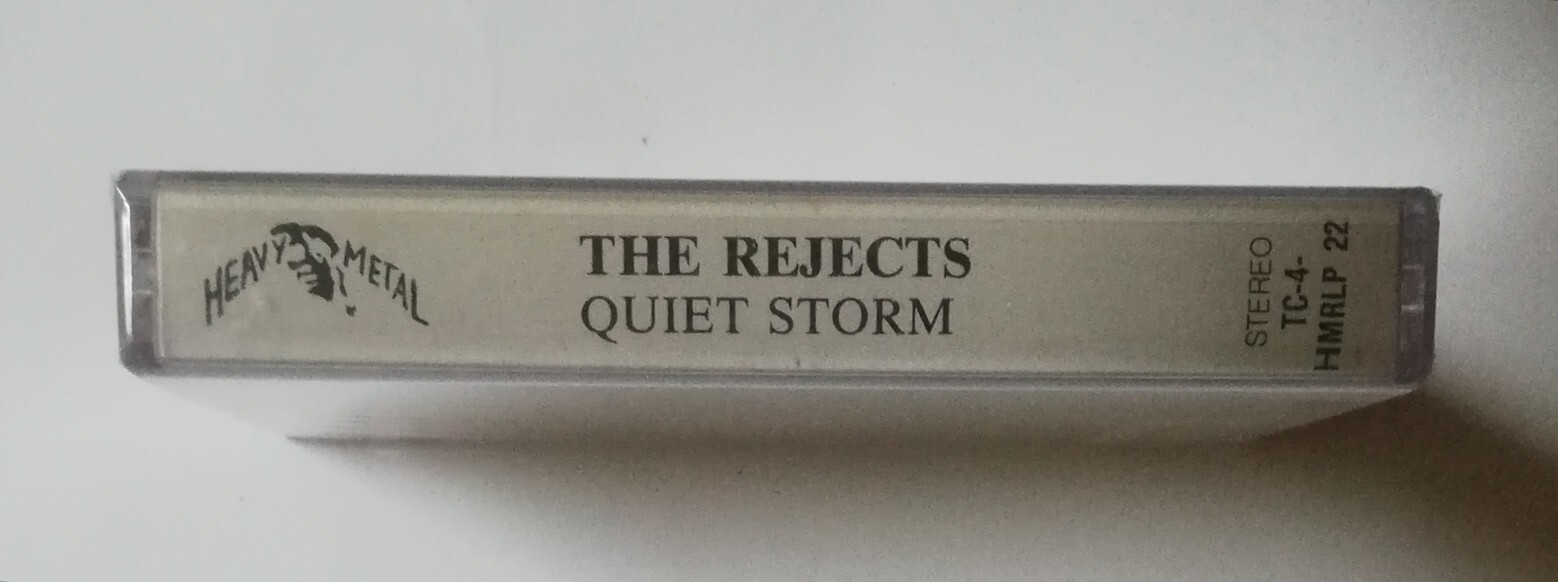 HEAVY METAL
THE REJECTS
QUIET STORM
STEREO
TC-4-
HMRLP 22